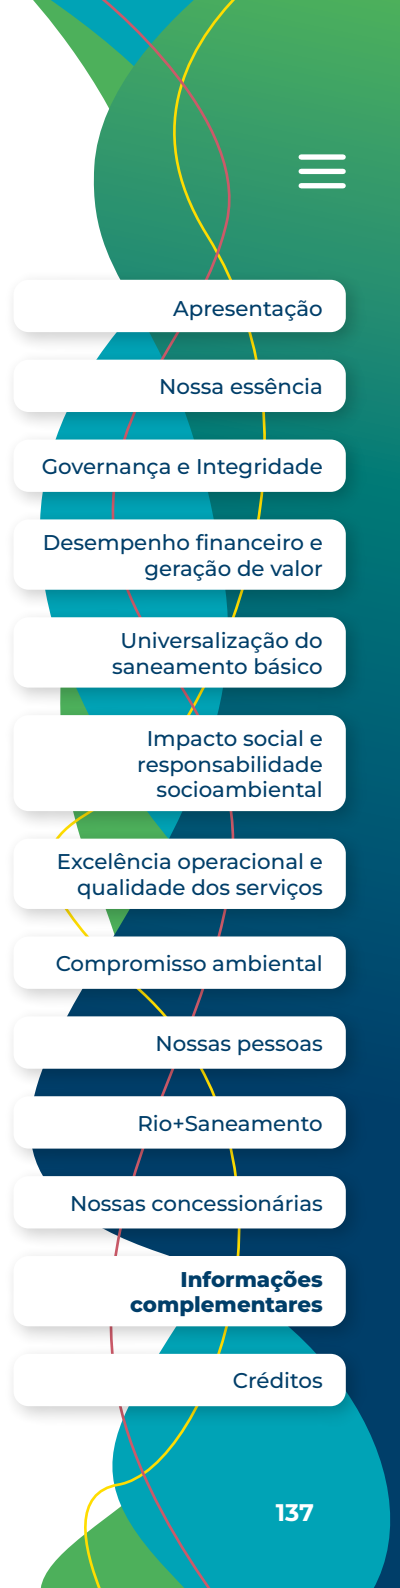 Apresentação
Nossa essência
Governança e Integridade
Desempenho financeiro e
geração de valor
Universalização do
saneamento básico
Impacto social e
responsabilidade
socioambiental
Excelência operacional e
qualidade dos serviços
Compromisso ambiental
Nossas pessoas
Rio+Saneamento
Nossas concessionárias
Informações
complementares
Créditos
137